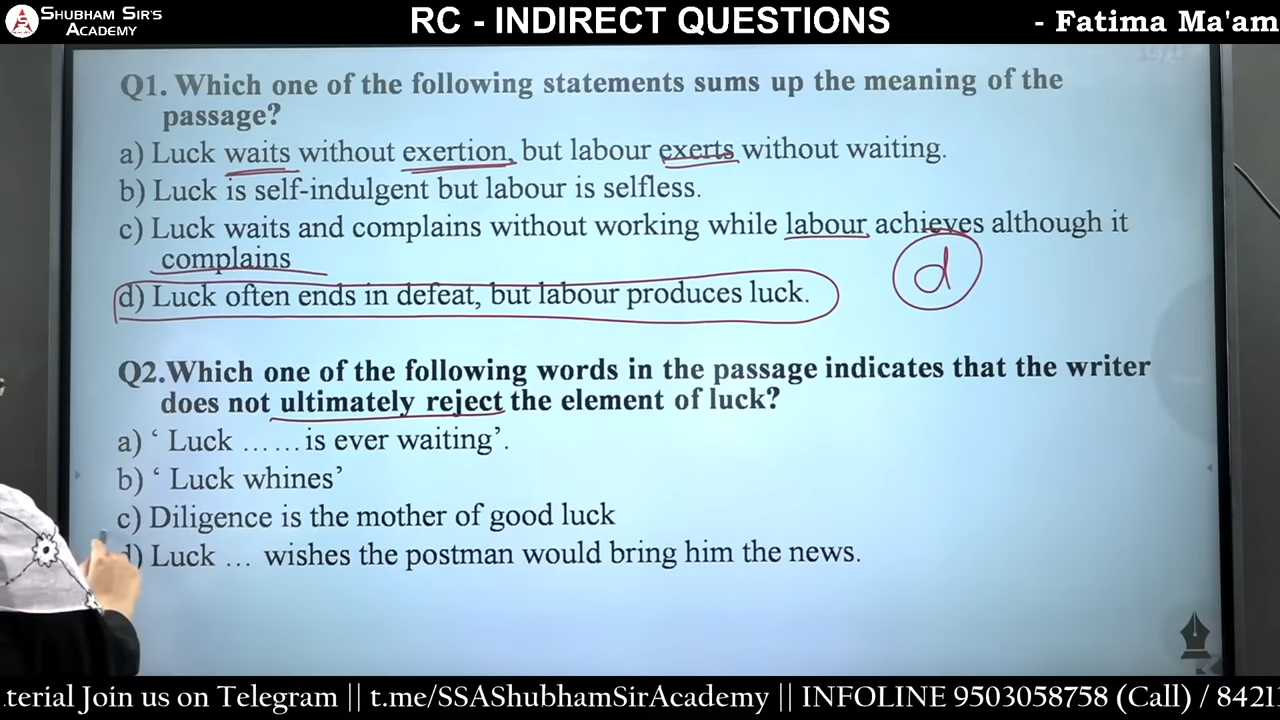 SHUBHAM SIR'S
ACADEMY
RC - INDIRECT QUESTIONS
- Fatima Ma'am
Q1. Which one of the following statements sums up the meaning of the
passage?
a) Luck waits without exertion, but labour exerts without waiting.
b) Luck is self-indulgent but labour is selfless.
c) Luck waits and complains without working while labour achieves although it
complains
d
d) Luck often ends in defeat, but labour produces luck.
Q2.Which one of the following words in the passage indicates that the writer
does not ultimately reject the element of luck?
a) ‘ Luck …...is ever waiting’.
b) ‘ Luck whines’
c) Diligence is the mother of good luck
d) Luck … wishes the postman would bring him the news.
terial Join us on Telegram || t.me/SSAShubhamSirAcademy || INFOLINE 9503058758 (Call) / 8421